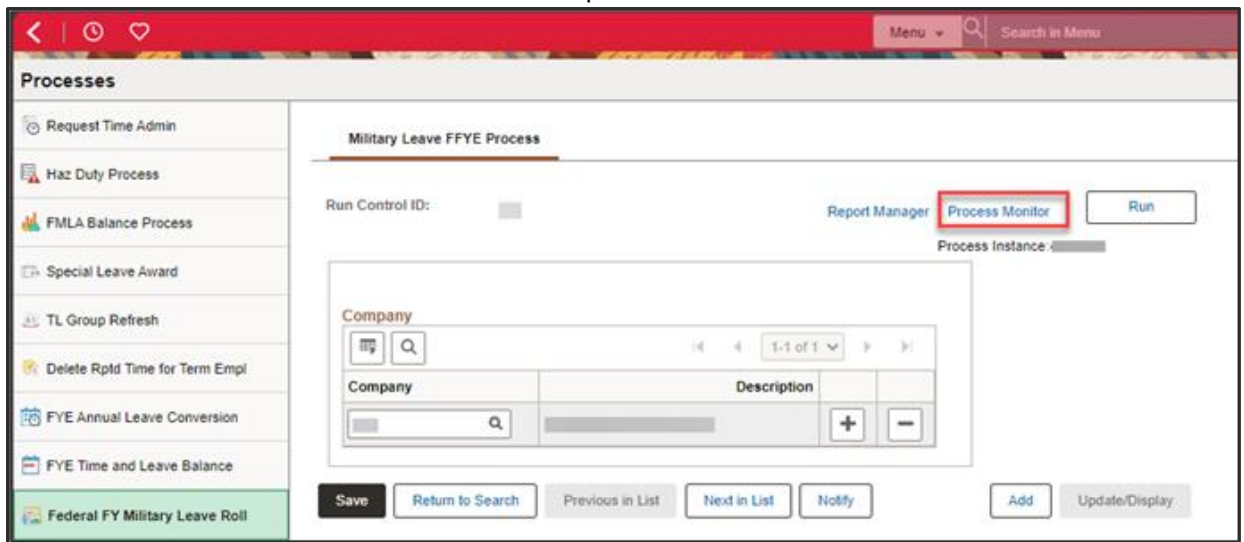 Menu
Search in Menu
Processes
Request Time Admin
Haz Duty Process
FMLA Balance Process
Special Leave Award
TL Group Refresh
Delete Rptd Time for Term Empl
FYE Annual Leave Conversion
FYE Time and Leave Balance
Federal FY Military Leave Roll
Military Leave FFYE Process
Run Control ID:
Report Manager Process Monitor Run
Process Instance:
Company
1-1 of 1
Company Description
Save Return to Search Previous in List Next in List Notify Add Update/Display